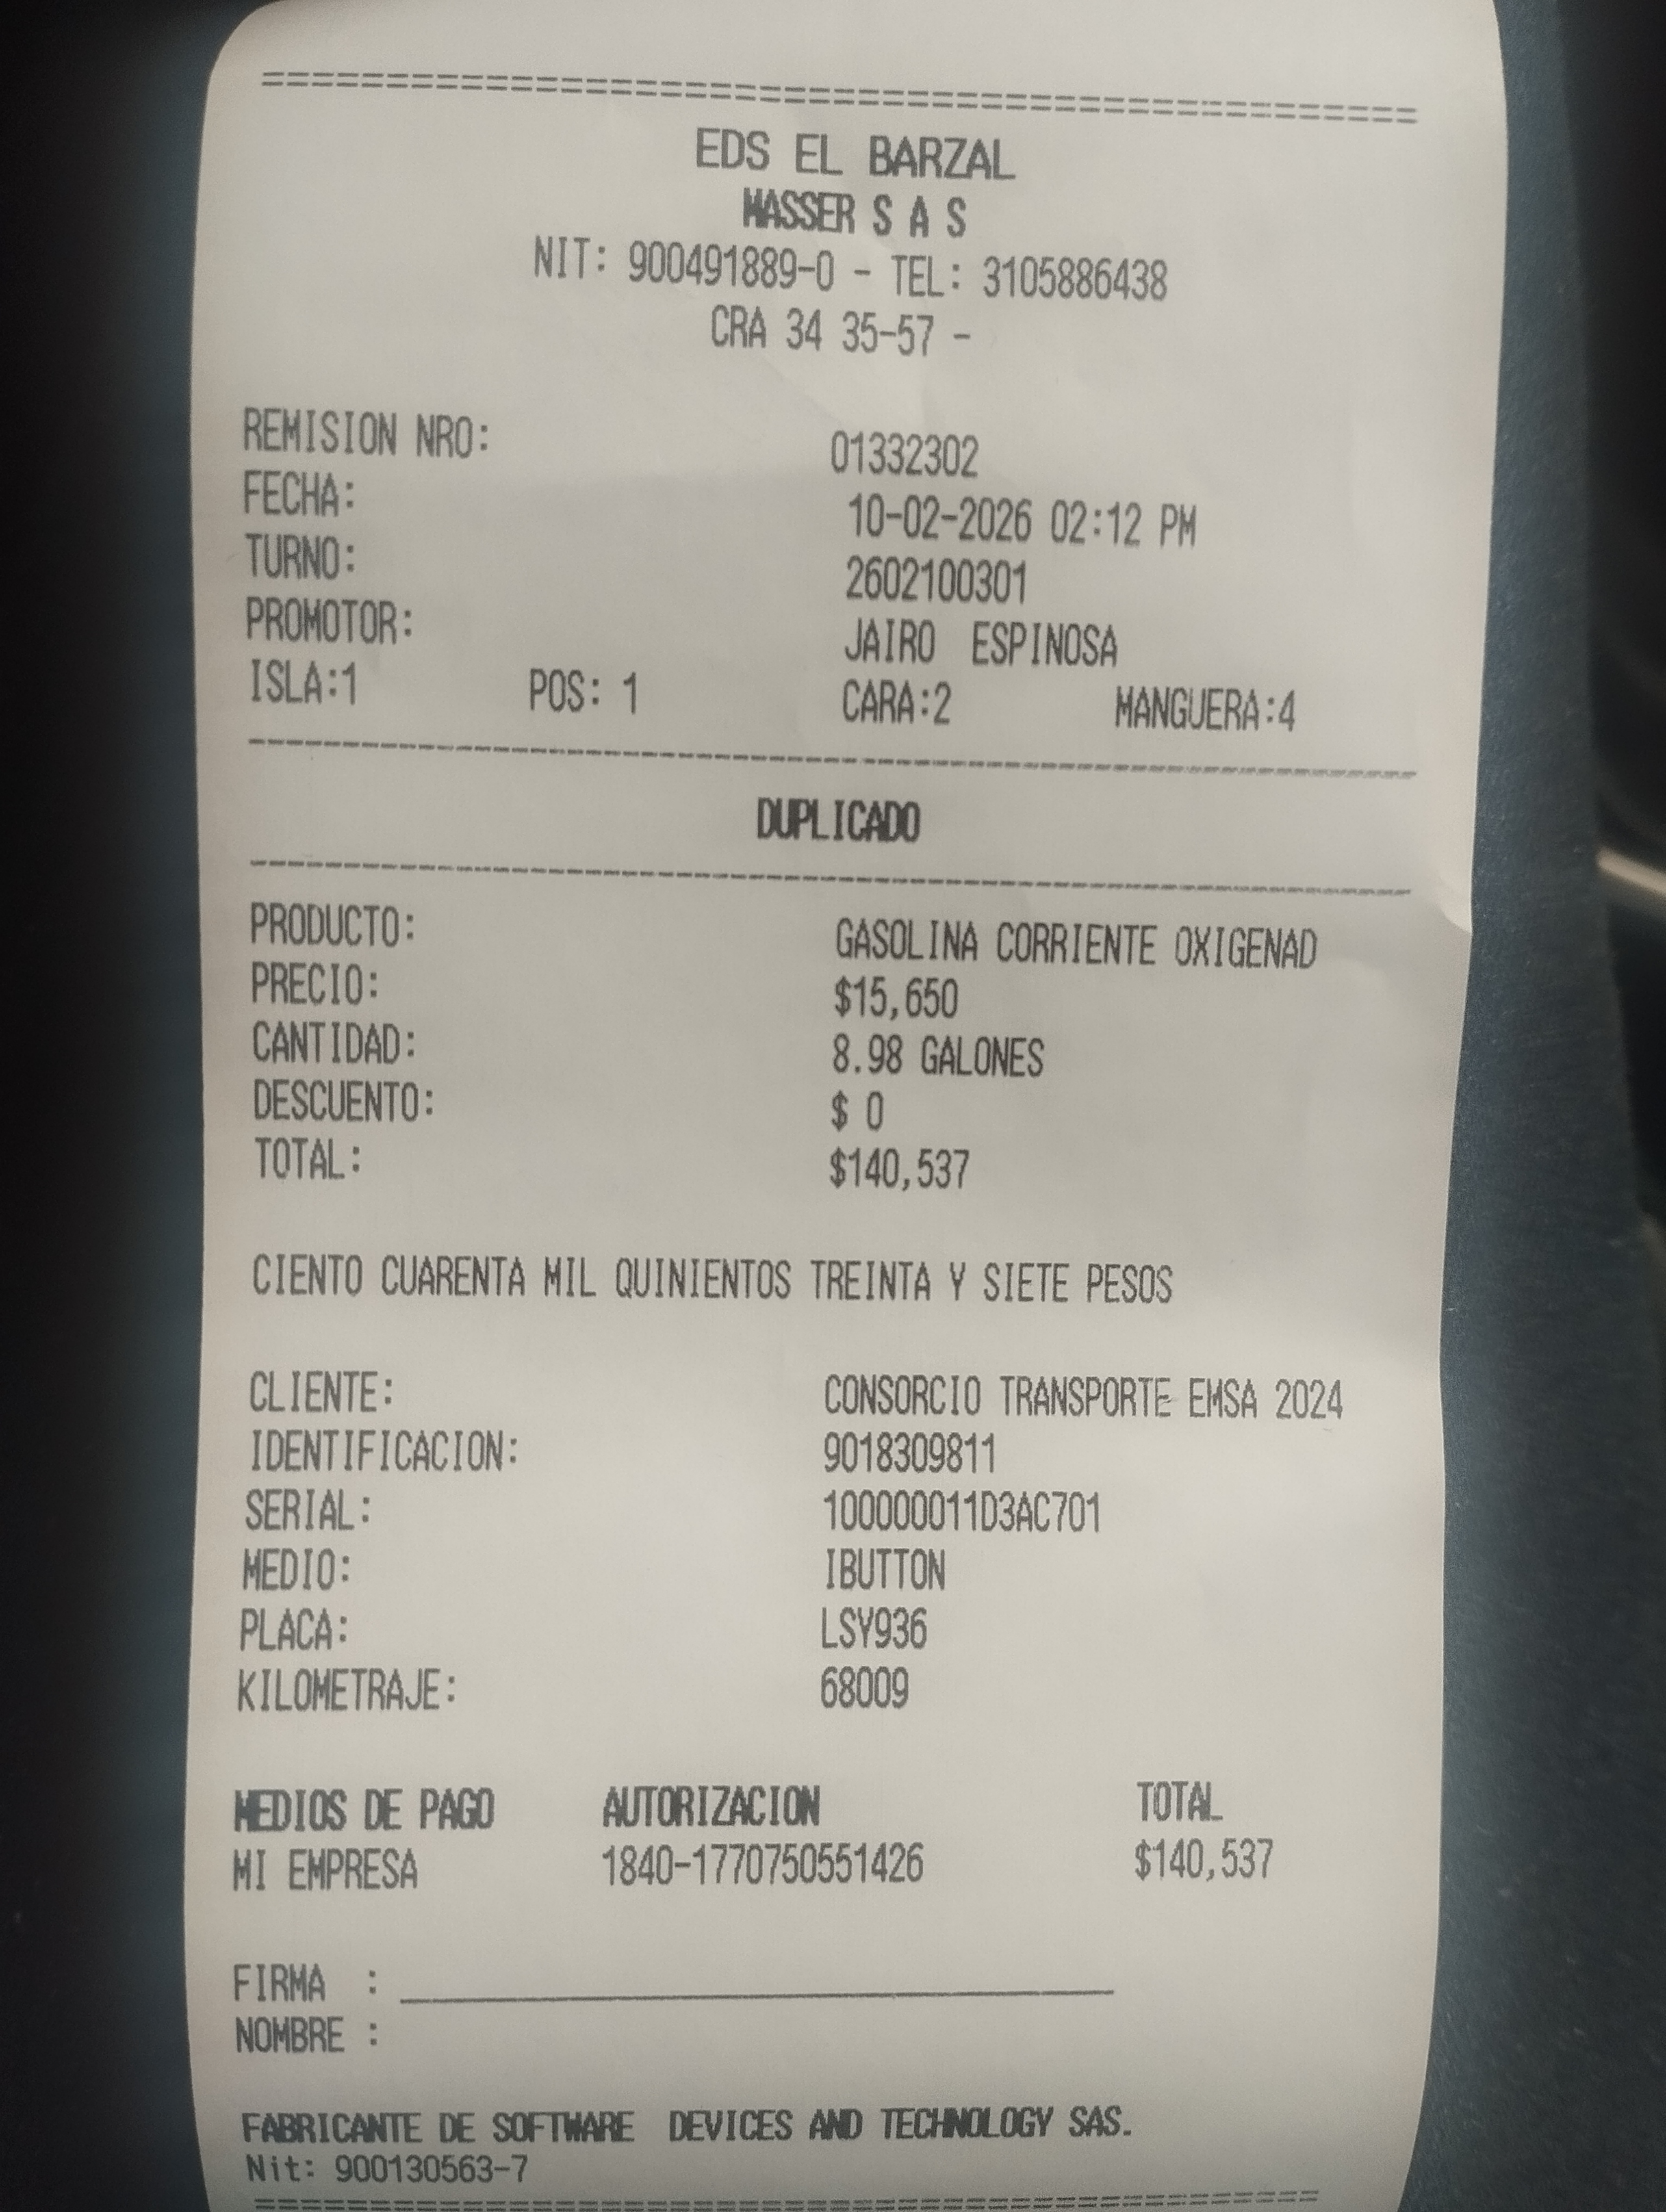 EDS EL BARZAL
MASSER S A S
NIT: 900491889-0 - TEL: 3105886438
CRA 34 35-57 -
REMISION NRO: 01332302
FECHA: 10-02-2026 02:12 PM
TURNO: 2602100301
PROMOTOR: JAIRO ESPINOSA
ISLA:1 POS: 1 CARA:2 MANGUERA:4
DUPLICADO
PRODUCTO: GASOLINA CORRIENTE OXIGENAD
PRECIO: $15,650
CANTIDAD: 8.98 GALONES
DESCUENTO: $ 0
TOTAL: $140,537
CIENTO CUARENTA MIL QUINIENTOS TREINTA Y SIETE PESOS
CLIENTE: CONSORCIO TRANSPORTE EMSA 2024
IDENTIFICACION: 9018309811
SERIAL: 100000011D3AC701
MEDIO: IBUTTON
PLACA: LSY936
KILOMETRAJE: 68009
MEDIOS DE PAGO AUTORIZACION TOTAL
MI EMPRESA 1840-1770750551426 $140,537
FIRMA :
NOMBRE :
FABRICANTE DE SOFTWARE DEVICES AND TECHNOLOGY SAS.
Nit: 900130563-7